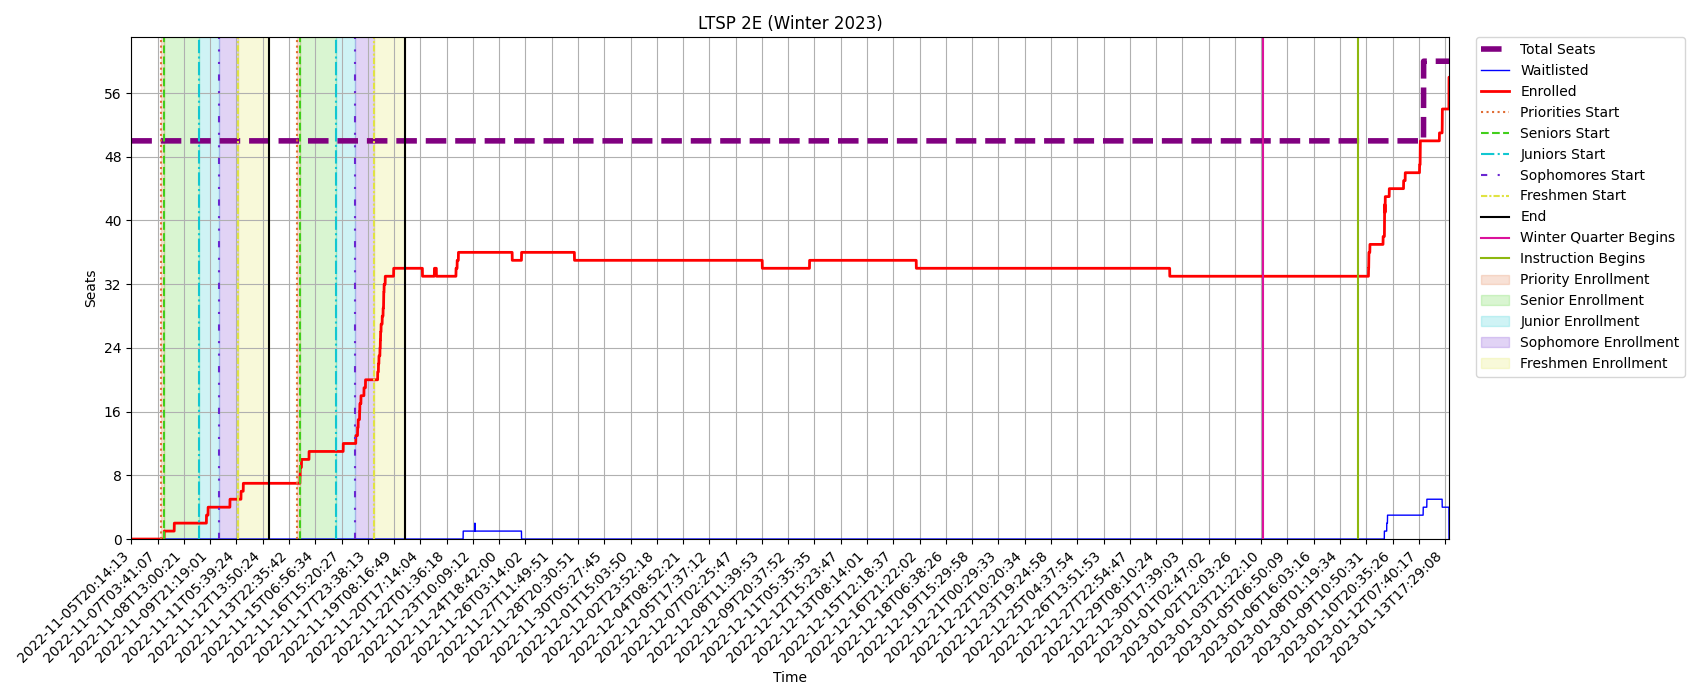 LTSP 2E (Winter 2023)
Seats
56
48
40
32
24
16
8
0
2022-11-05T20:14:13
2022-11-07T03:41:07
2022-11-08T13:00:21
2022-11-09T21:19:01
2022-11-11T05:39:24
2022-11-12T13:50:24
2022-11-13T22:35:42
2022-11-15T06:56:34
2022-11-16T15:20:27
2022-11-17T23:38:13
2022-11-19T08:16:49
2022-11-20T17:14:04
2022-11-22T01:36:18
2022-11-23T10:09:12
2022-11-24T18:42:00
2022-11-26T03:14:07
2022-11-27T11:49:51
2022-11-28T20:30:51
2022-11-30T05:27:45
2022-12-01T15:03:50
2022-12-02T23:52:18
2022-12-04T08:52:21
2022-12-05T17:37:12
2022-12-07T02:25:47
2022-12-08T11:39:53
2022-12-09T20:37:52
2022-12-11T05:35:35
2022-12-12T15:23:47
2022-12-13T08:14:01
2022-12-15T12:18:37
2022-12-16T21:22:02
2022-12-18T06:38:26
2022-12-19T15:29:58
2022-12-21T00:29:33
2022-12-22T10:20:34
2022-12-23T19:24:58
2022-12-25T04:37:54
2022-12-26T13:51:53
2022-12-27T22:54:47
2022-12-29T08:10:24
2022-12-30T17:39:03
2023-01-01T02:47:02
2023-01-02T12:03:26
2023-01-03T21:22:10
2023-01-05T06:50:09
2023-01-06T16:03:16
2023-01-08T01:19:34
2023-01-09T10:50:31
2023-01-10T20:35:26
2023-01-12T07:40:17
2023-01-13T17:29:08
Time
Total Seats
Waitlisted
Enrolled
Priorities Start
Seniors Start
Juniors Start
Sophomores Start
Freshmen Start
End
Winter Quarter Begins
Instruction Begins
Priority Enrollment
Senior Enrollment
Junior Enrollment
Sophomore Enrollment
Freshmen Enrollment